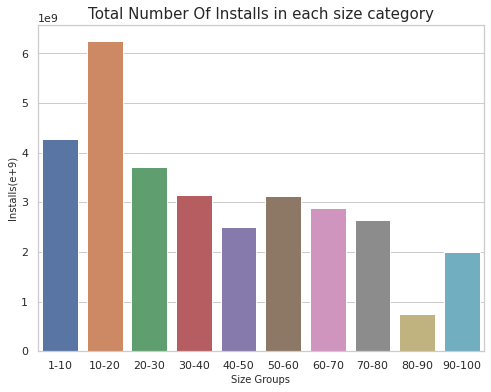 Total Number Of Installs in each size category
1e9
6
5
4
3
2
1
0
Installs(e+9)
1-10 10-20 20-30 30-40 40-50 50-60 60-70 70-80 80-90 90-100
Size Groups